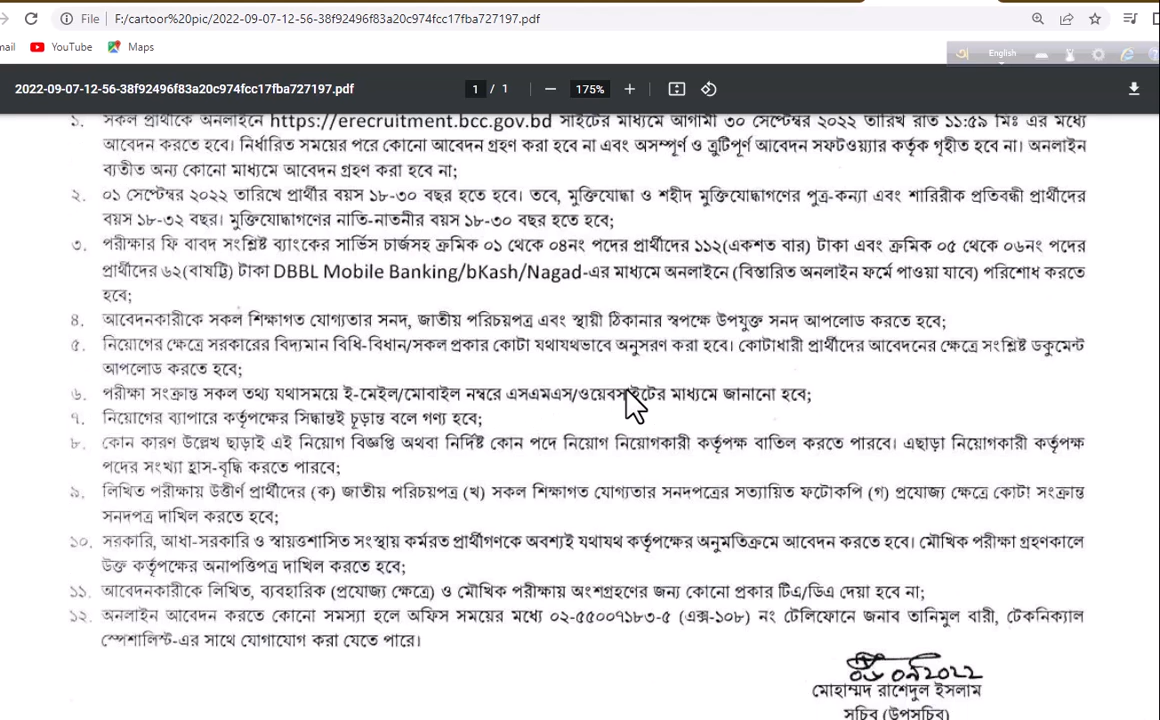 File F:/cartoor%20pic/2022-09-07-12-56-38f92496f83a20c974fcc17fba727197.pdf
mail YouTube Maps
অ English
2022-09-07-12-56-38f92496f83a20c974fcc17fba727197.pdf 1 / 1 175%
১. সকল প্রার্থীকে অনলাইনে https://erecruitment.bcc.gov.bd সাইটের মাধ্যমে আগামী ৩০ সেপ্টেম্বর ২০২২ তারিখ রাত ১১:৫৯ মিঃ এর মধ্যে
আবেদন করতে হবে। নির্ধারিত সময়ের পরে কোনো আবেদন গ্রহণ করা হবে না এবং অসম্পূর্ণ ও ত্রুটিপূর্ণ আবেদন সফটওয়্যার কর্তৃক গৃহীত হবে না। অনলাইন
ব্যতীত অন্য কোনো মাধ্যমে আবেদন গ্রহণ করা হবে না;
২. ০১ সেপ্টেম্বর ২০২২ তারিখে প্রার্থীর বয়স ১৮-৩০ বছর হতে হবে। তবে, মুক্তিযোদ্ধা ও শহীদ মুক্তিযোদ্ধাগণের পুত্র-কন্যা এবং শারিরীক প্রতিবন্ধী প্রার্থীদের
বয়স ১৮-৩২ বছর। মুক্তিযোদ্ধাগণের নাতি-নাতনীর বয়স ১৮-৩০ বছর হতে হবে;
৩. পরীক্ষার ফি বাবদ সংশ্লিষ্ট ব্যাংকের সার্ভিস চার্জসহ ক্রমিক ০১ থেকে ০৪নং পদের প্রার্থীদের ১১২(একশত বার) টাকা এবং ক্রমিক ০৫ থেকে ০৬নং পদের
প্রার্থীদের ৬২(বাষট্টি) টাকা DBBL Mobile Banking/bKash/Nagad-এর মাধ্যমে অনলাইনে (বিস্তারিত অনলাইন ফর্মে পাওয়া যাবে) পরিশোধ করতে
হবে;
৪. আবেদনকারীকে সকল শিক্ষাগত যোগ্যতার সনদ, জাতীয় পরিচয়পত্র এবং স্থায়ী ঠিকানার স্বপক্ষে উপযুক্ত সনদ আপলোড করতে হবে;
৫. নিয়োগের ক্ষেত্রে সরকারের বিদ্যমান বিধি-বিধান/সকল প্রকার কোটা যথাযথভাবে অনুসরণ করা হবে। কোটাধারী প্রার্থীদের আবেদনের ক্ষেত্রে সংশ্লিষ্ট ডকুমেন্ট
আপলোড করতে হবে;
৬. পরীক্ষা সংক্রান্ত সকল তথ্য যথাসময়ে ই-মেইল/মোবাইল নম্বরে এসএমএস/ওয়েবসাইটের মাধ্যমে জানানো হবে;
৭. নিয়োগের ব্যাপারে কর্তৃপক্ষের সিদ্ধান্তই চূড়ান্ত বলে গণ্য হবে;
৮. কোন কারণ উল্লেখ ছাড়াই এই নিয়োগ বিজ্ঞপ্তি অথবা নির্দিষ্ট কোন পদে নিয়োগ নিয়োগকারী কর্তৃপক্ষ বাতিল করতে পারবে। এছাড়া নিয়োগকারী কর্তৃপক্ষ
পদের সংখ্যা হ্রাস-বৃদ্ধি করতে পারবে;
৯. লিখিত পরীক্ষায় উত্তীর্ণ প্রার্থীদের (ক) জাতীয় পরিচয়পত্র (খ) সকল শিক্ষাগত যোগ্যতার সনদপত্রের সত্যায়িত ফটোকপি (গ) প্রযোজ্য ক্ষেত্রে কোটা সংক্রান্ত
সনদপত্র দাখিল করতে হবে;
১০. সরকারি, আধা-সরকারি ও স্বায়ত্তশাসিত সংস্থায় কর্মরত প্রার্থীগণকে অবশ্যই যথাযথ কর্তৃপক্ষের অনুমতিক্রমে আবেদন করতে হবে। মৌখিক পরীক্ষা গ্রহণকালে
উক্ত কর্তৃপক্ষের অনাপত্তিপত্র দাখিল করতে হবে;
১১. আবেদনকারীকে লিখিত, ব্যবহারিক (প্রযোজ্য ক্ষেত্রে) ও মৌখিক পরীক্ষায় অংশগ্রহণের জন্য কোনো প্রকার টিএ/ডিএ দেয়া হবে না;
১২. অনলাইন আবেদন করতে কোনো সমস্যা হলে অফিস সময়ের মধ্যে ০২-৫৫০০৭১৮৩-৫ (এক্স-১০৮) নং টেলিফোনে জনাব তানিমুল বারী, টেকনিক্যাল
স্পেশালিস্ট-এর সাথে যোগাযোগ করা যেতে পারে।
মোহাম্মদ রাশেদুল ইসলাম
সচিব (উপসচিব)